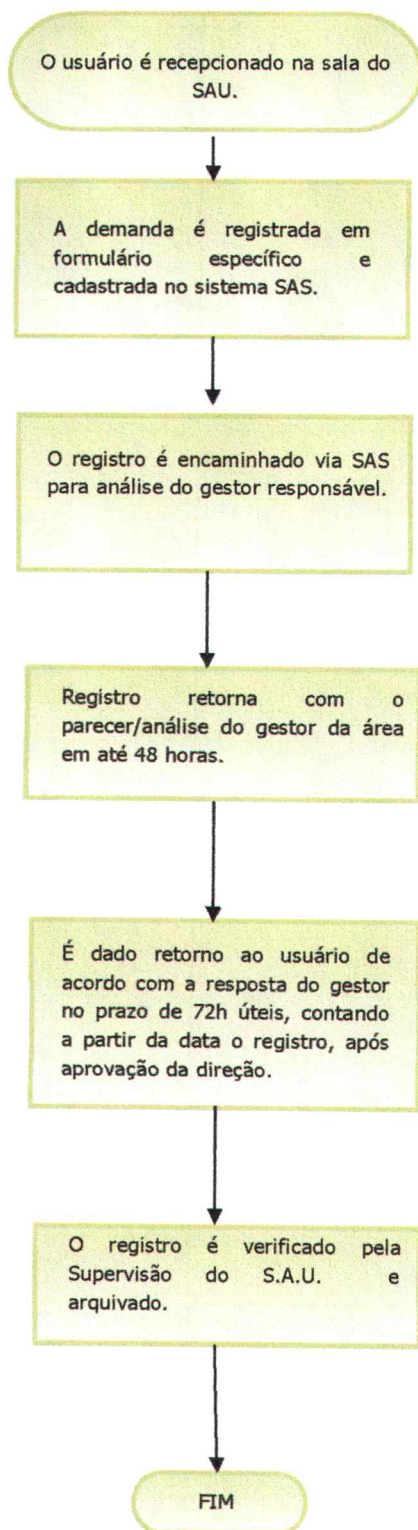 O usuário é recepcionado na sala do
SAU.
A demanda é registrada em
formulário específico e
cadastrada no sistema SAS.
O registro é encaminhado via SAS
para análise do gestor responsável.
Registro retorna com o
parecer/análise do gestor da área
em até 48 horas.
É dado retorno ao usuário de
acordo com a resposta do gestor
no prazo de 72h úteis, contando
a partir da data o registro, após
aprovação da direção.
O registro é verificado pela
Supervisão do S.A.U. e
arquivado.
FIM